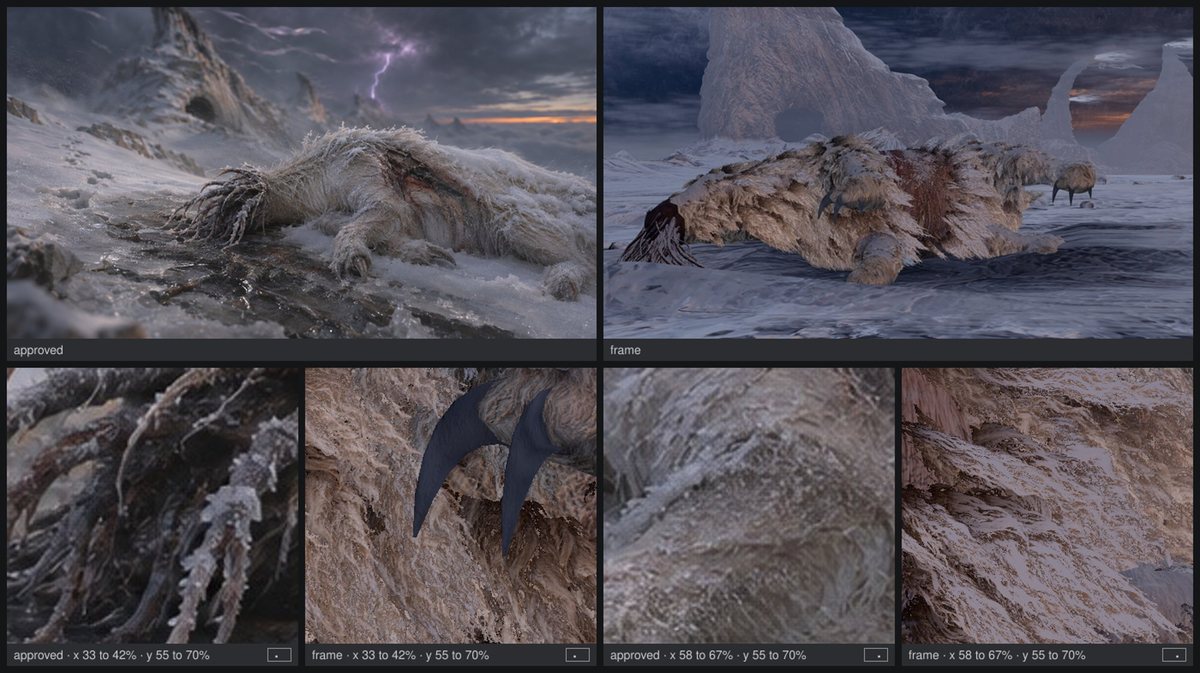 approved
frame
approved · x 33 to 42% · y 55 to 70%
frame · x 33 to 42% · y 55 to 70%
approved · x 58 to 67% · y 55 to 70%
frame · x 58 to 67% · y 55 to 70%